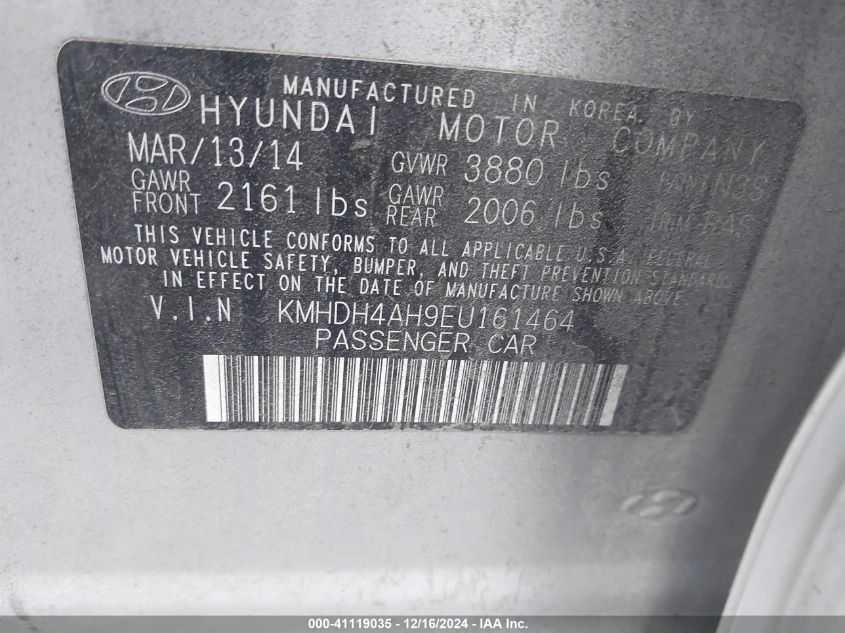 MANUFACTURED IN KOREA BY
HYUNDAI MOTOR COMPANY
MAR/13/14 GVWR 3880 lbs
GAWR FRONT 2161 lbs GAWR REAR 2006 lbs
THIS VEHICLE CONFORMS TO ALL APPLICABLE U.S.A.
MOTOR VEHICLE SAFETY, BUMPER, AND THEFT PREVENTION STANDARDS
IN EFFECT ON THE DATE OF MANUFACTURE SHOWN ABOVE
V.I.N KMHDH4AH9EU161464
PASSENGER CAR
000-41119035 - 12/16/2024 - IAA Inc.